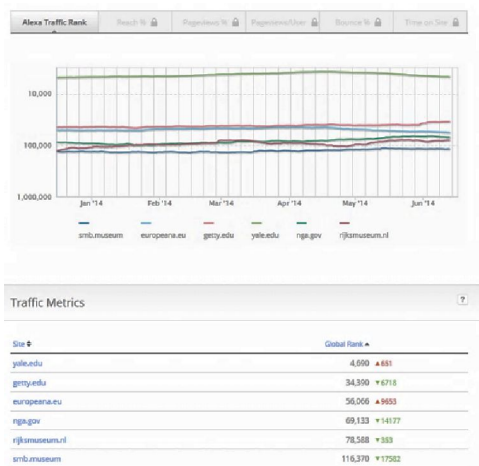 Alexa Traffic Rank Reach % Pageviews % Pageviews/User Bounce % Time on Site
10,000
100,000
1,000,000
Jan '14 Feb '14 Mar '14 Apr '14 May '14 Jun '14
smb.museum europeana.eu getty.edu yale.edu nga.gov rijksmuseum.nl
Traffic Metrics ?
Site Global Rank
yale.edu 4,690 ▲651
getty.edu 34,390 ▼6718
europeana.eu 56,066 ▲9653
nga.gov 69,133 ▼14177
rijksmuseum.nl 78,588 ▼353
smb.museum 116,370 ▼17582